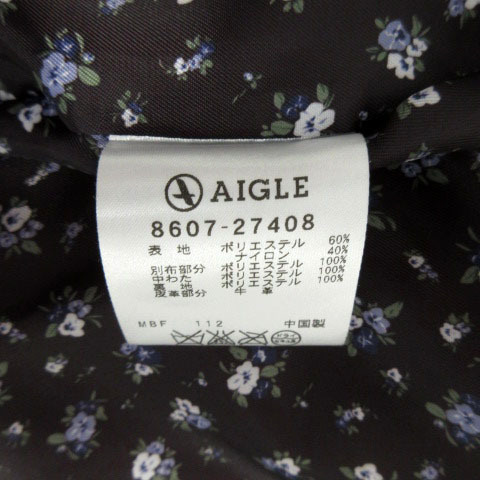 AIGLE
8607-27408
表 地 ポリエステル 60%
ナイロン 40%
別布部分 ポリエステル 100%
中わた ポリエステル 100%
裏 地 ポリエステル 100%
皮革部分 牛 革
MBF 112 中国製